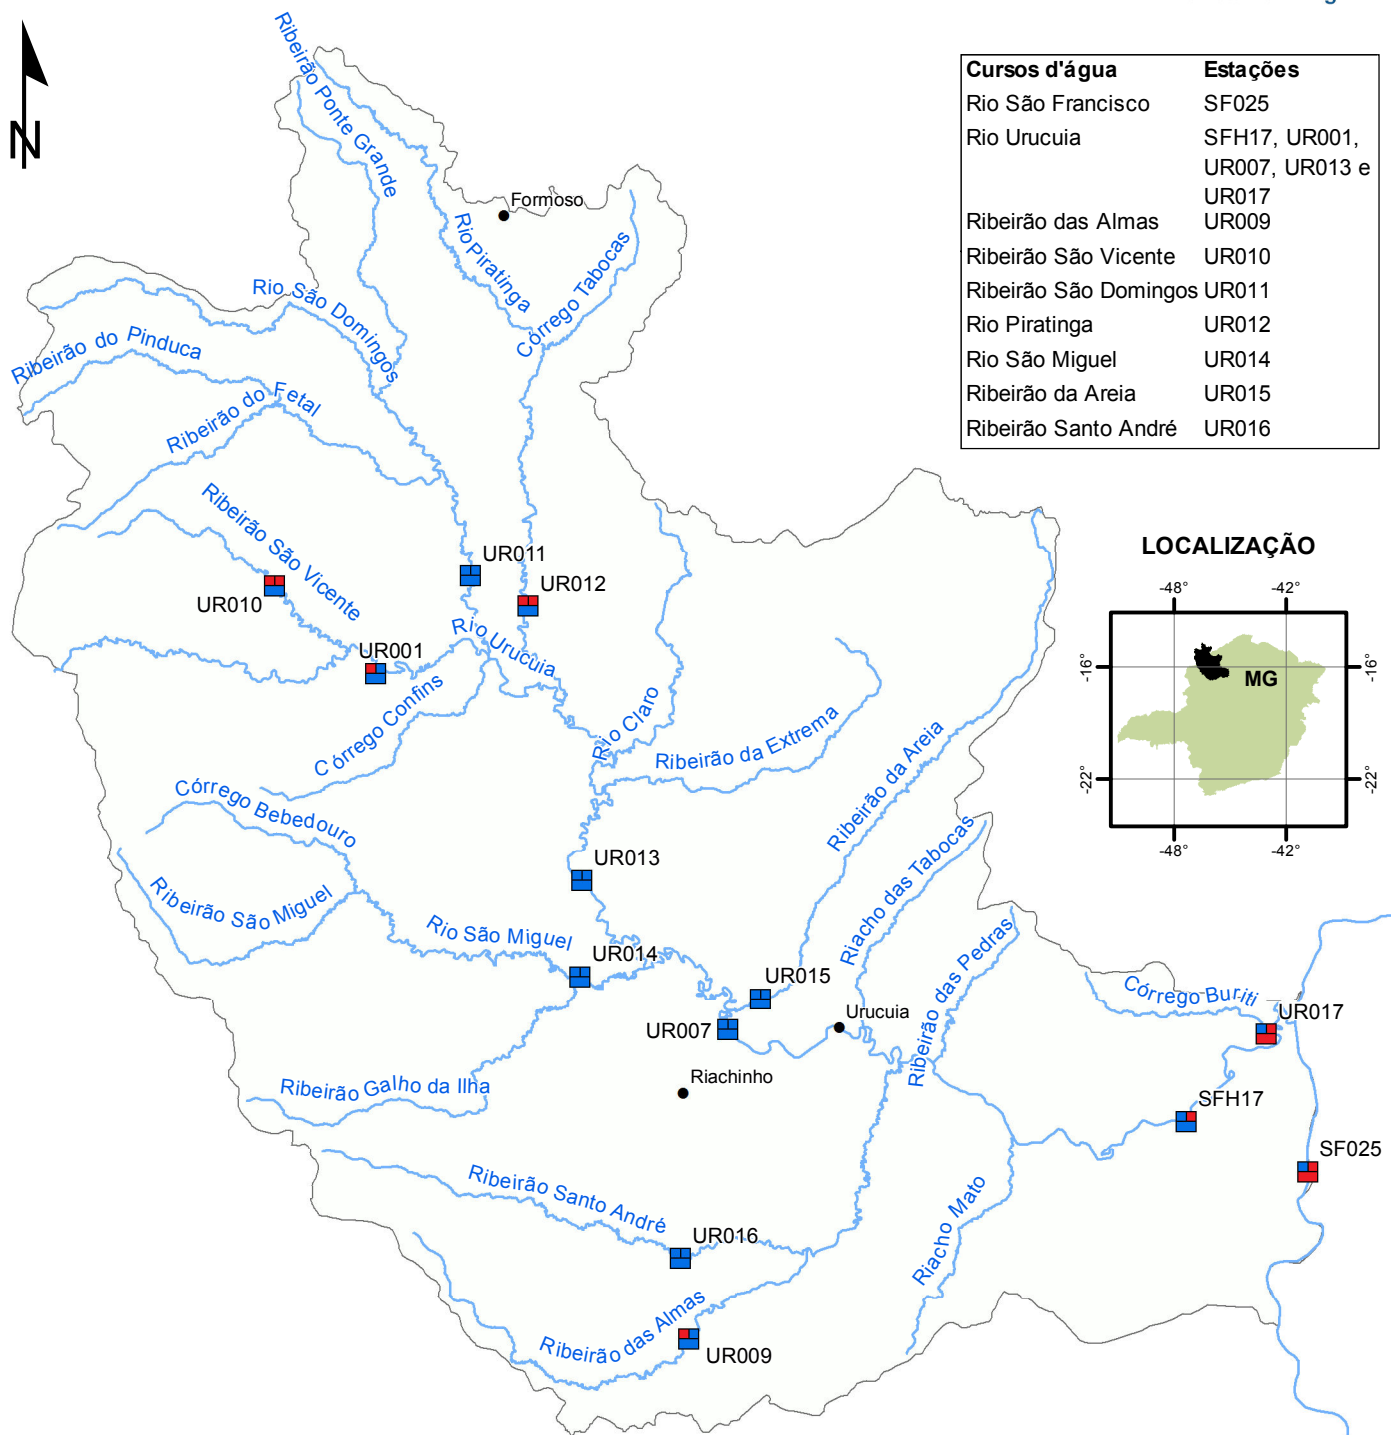 Cursos d'água Estações
Rio São Francisco SF025
Rio Urucuia SFH17, UR001,
UR007, UR013 e
UR017
Ribeirão das Almas UR009
Ribeirão São Vicente UR010
Ribeirão São Domingos UR011
Rio Piratinga UR012
Rio São Miguel UR014
Ribeirão da Areia UR015
Ribeirão Santo André UR016
N
Ribeirão Ponte Grande
Formoso
Rio Piratinga
Córrego Tabocas
Rio São Domingos
Ribeirão do Pinduca
Ribeirão do Fetal
Ribeirão São Vicente
UR010
UR011
UR012
UR001
Rio Urucuia
Córrego Confins
Rio Claro
Ribeirão da Extrema
Ribeirão da Areia
Córrego Bebedouro
Ribeirão São Miguel
Rio São Miguel
UR013
UR014
UR015
UR007
Riacho das Tabocas
Ribeirão das Pedras
Urucuia
Riachinho
Ribeirão Galho da Ilha
Córrego Buriti
UR017
SFH17
SF025
Ribeirão Santo André
UR016
Riacho Mato
Ribeirão das Almas
UR009
LOCALIZAÇÃO
-48° -42°
-16° -16°
MG
-22° -22°
-48° -42°